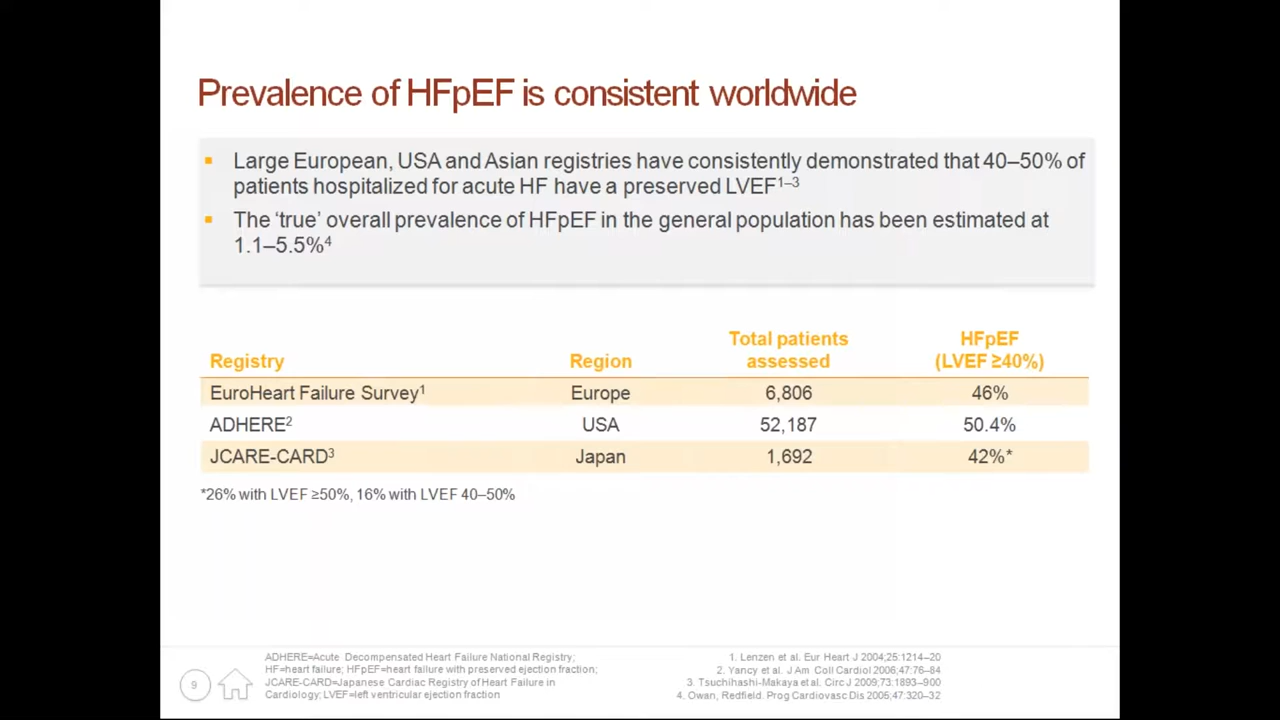 Prevalence of HFpEF is consistent worldwide
▪ Large European, USA and Asian registries have consistently demonstrated that 40–50% of
patients hospitalized for acute HF have a preserved LVEF¹⁻³
▪ The ‘true’ overall prevalence of HFpEF in the general population has been estimated at
1.1–5.5%⁴
Registry Region Total patients assessed HFpEF (LVEF ≥40%)
EuroHeart Failure Survey¹ Europe 6,806 46%
ADHERE² USA 52,187 50.4%
JCARE-CARD³ Japan 1,692 42%*
*26% with LVEF ≥50%, 16% with LVEF 40–50%
9
ADHERE=Acute Decompensated Heart Failure National Registry;
HF=heart failure; HFpEF=heart failure with preserved ejection fraction;
JCARE-CARD=Japanese Cardiac Registry of Heart Failure in
Cardiology; LVEF=left ventricular ejection fraction
1. Lenzen et al. Eur Heart J 2004;25:1214–20
2. Yancy et al. J Am Coll Cardiol 2006;47:76–84
3. Tsuchihashi-Makaya et al. Circ J 2009;73:1893–900
4. Owan, Redfield. Prog Cardiovasc Dis 2005;47:320–32